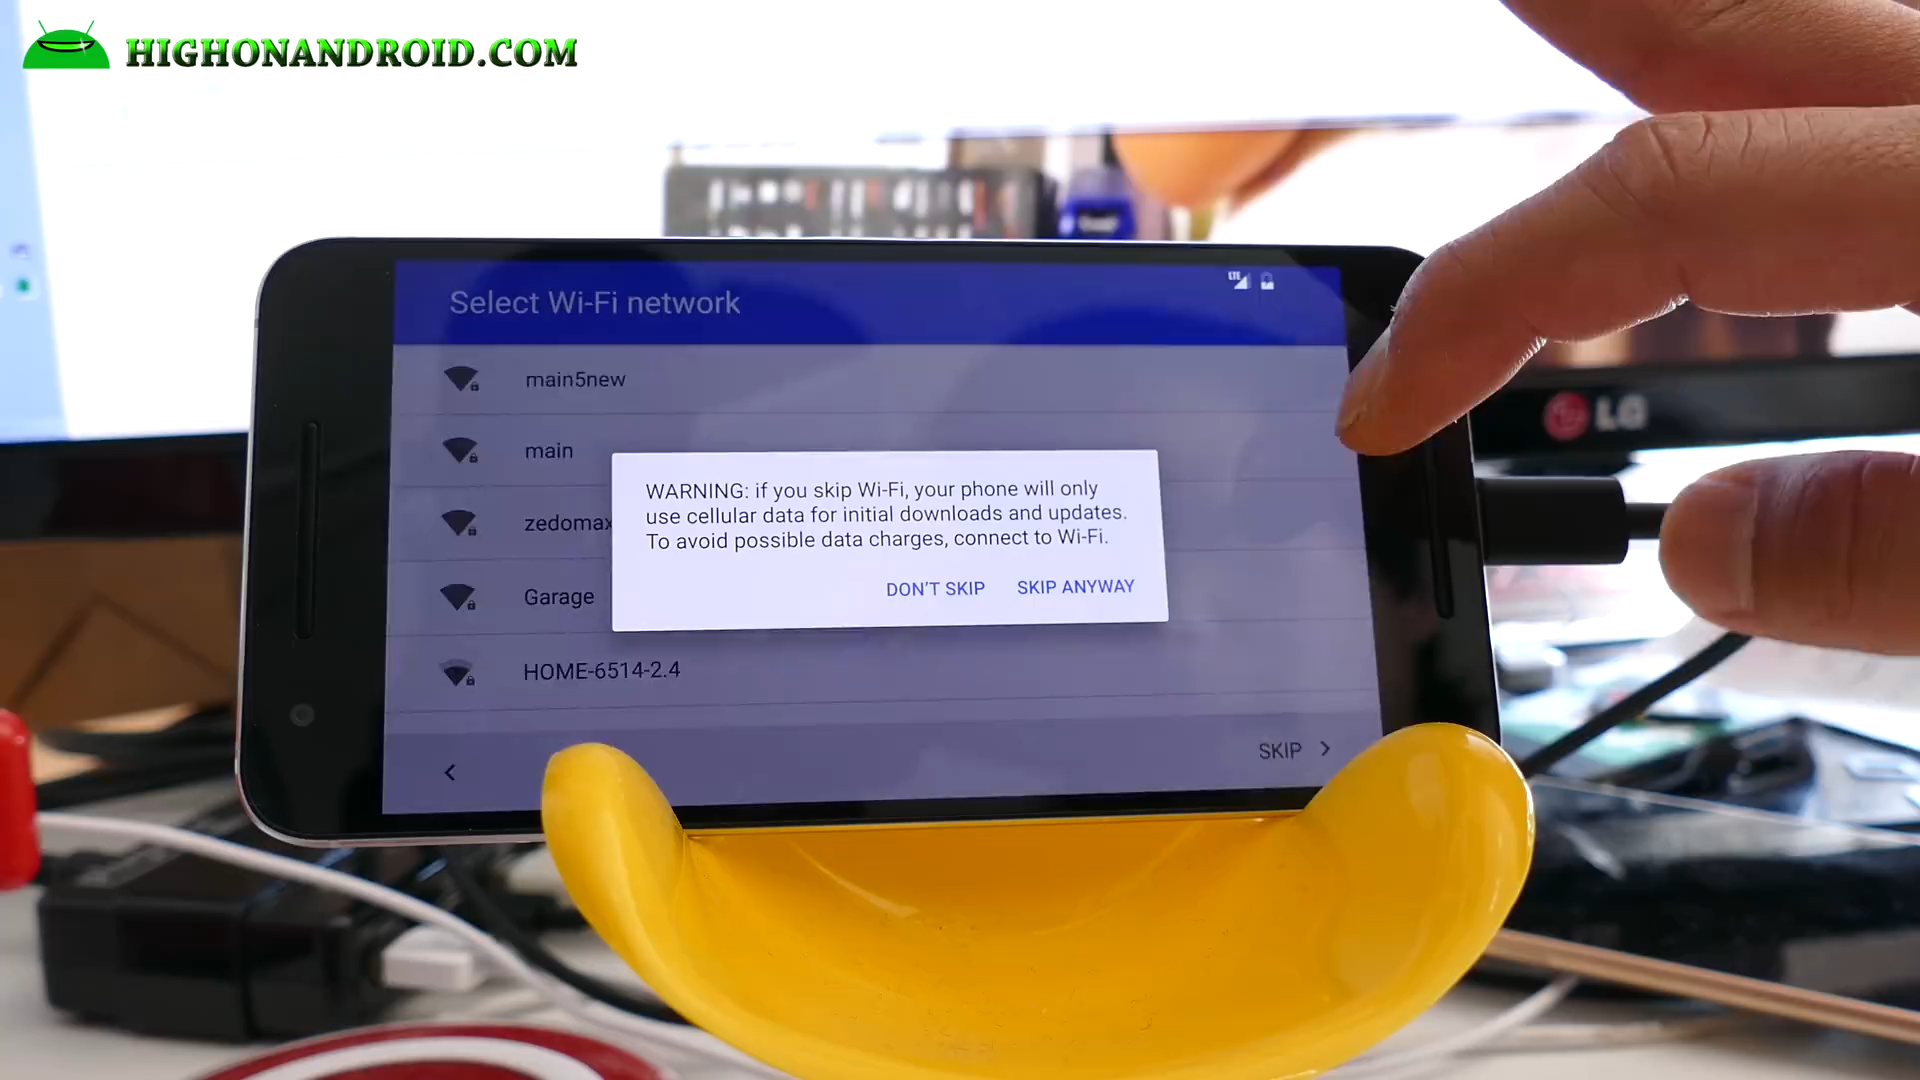 HIGHONANDROID.COM
Select Wi-Fi network
LTE
main5new
main
zedomax
Garage
HOME-6514-2.4
WARNING: if you skip Wi-Fi, your phone will only
use cellular data for initial downloads and updates.
To avoid possible data charges, connect to Wi-Fi.
DON'T SKIP SKIP ANYWAY
SKIP
LG